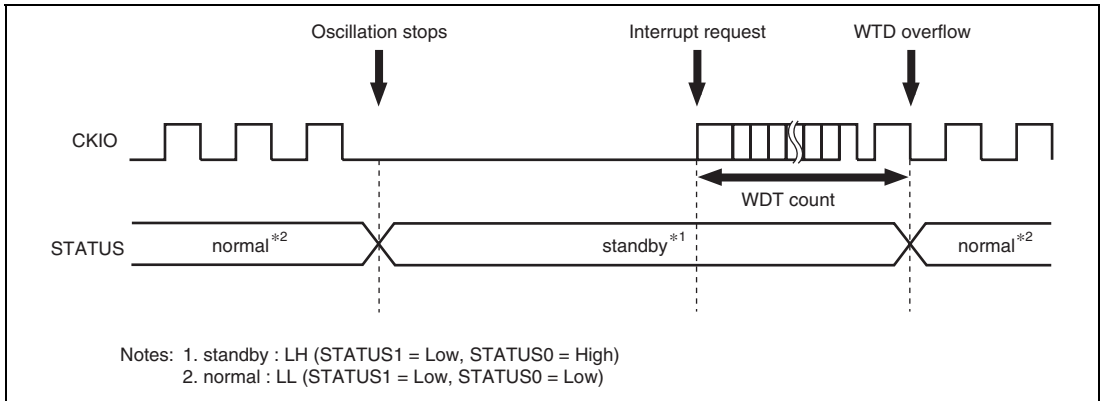 Oscillation stops
Interrupt request
WTD overflow
CKIO
WDT count
STATUS
normal*2
standby*1
normal*2
Notes: 1. standby : LH (STATUS1 = Low, STATUS0 = High)
2. normal : LL (STATUS1 = Low, STATUS0 = Low)